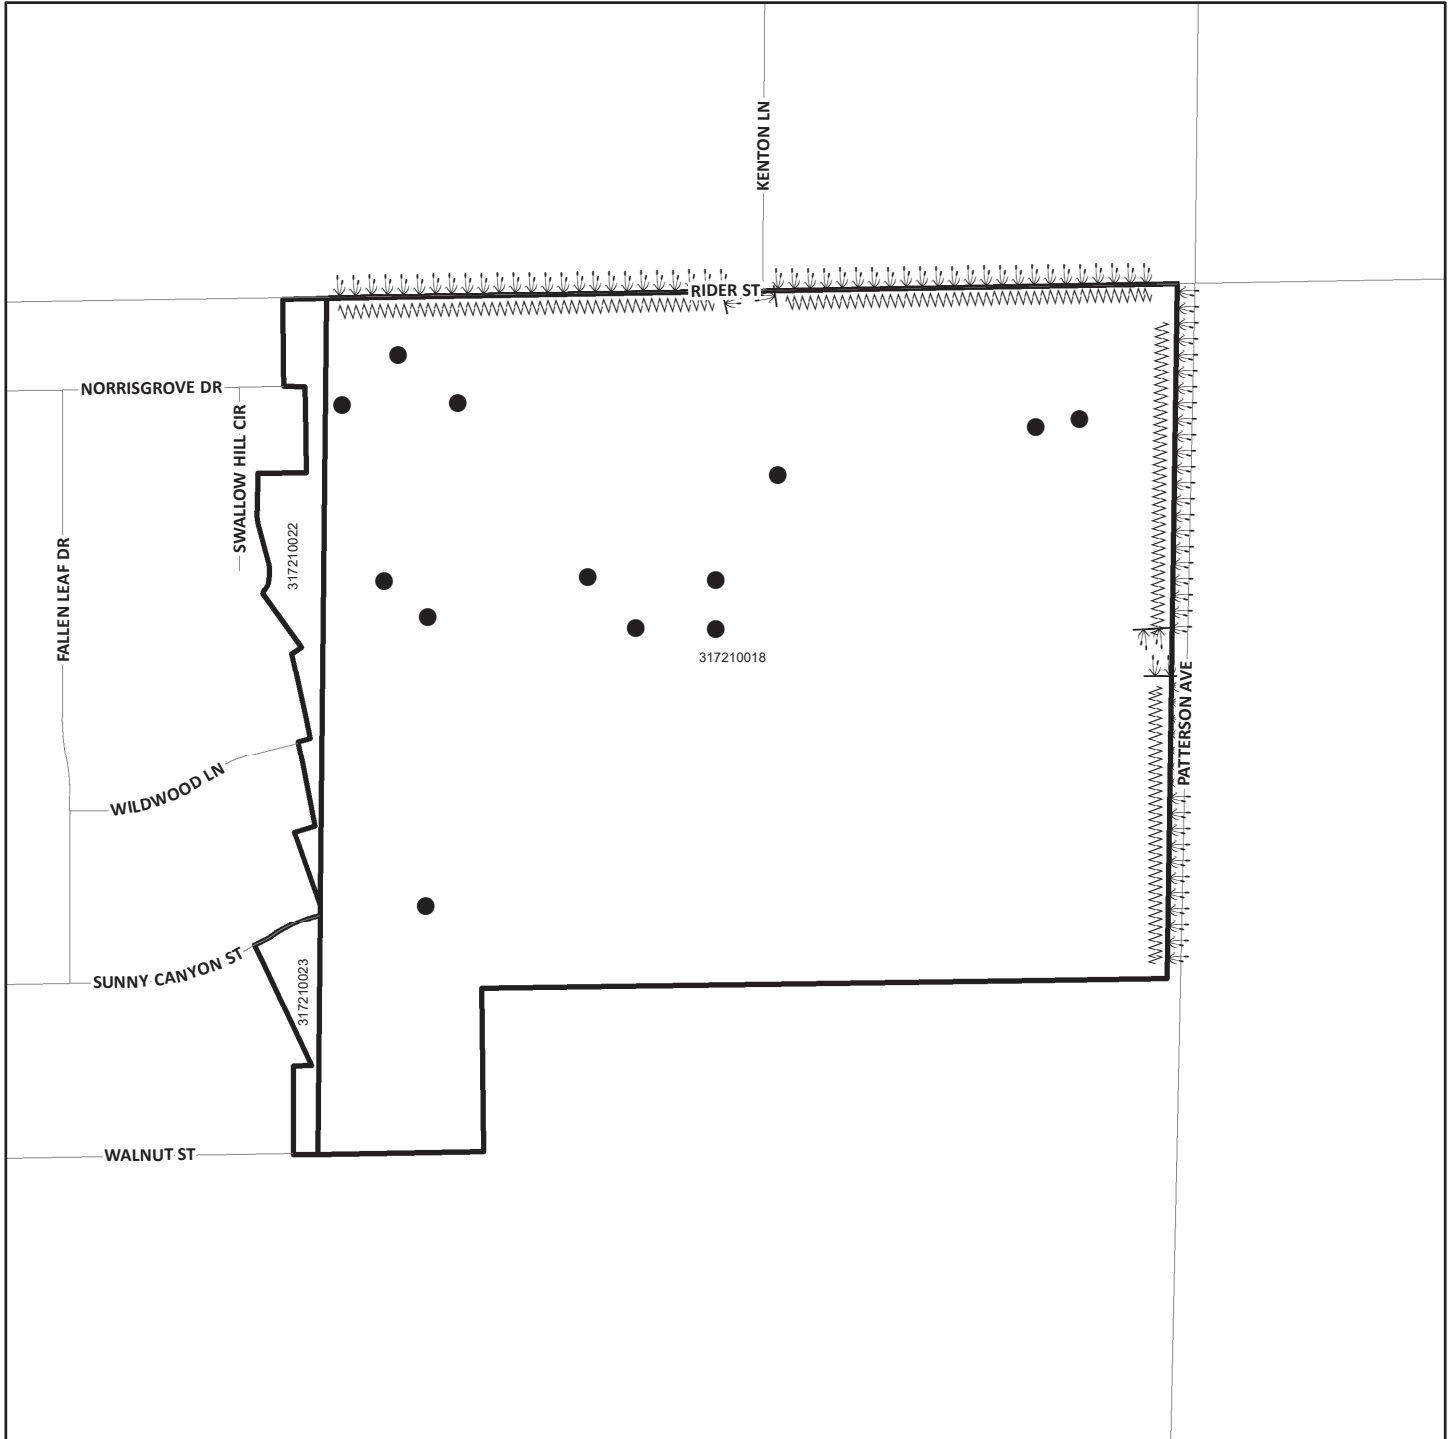 KENTON LN
RIDER ST
NORRISGROVE DR
SWALLOW HILL CIR
317210022
FALLEN LEAF DR
317210018
PATTERSON AVE
WILDWOOD LN
SUNNY CANYON ST
317210023
WALNUT ST